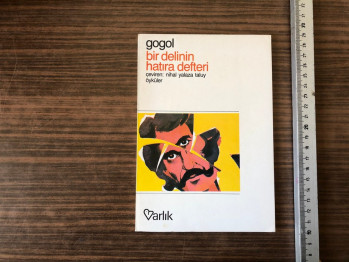 gogol
bir delinin
hatıra defteri
çeviren: nihal yalaza taluy
öyküler
Varlık